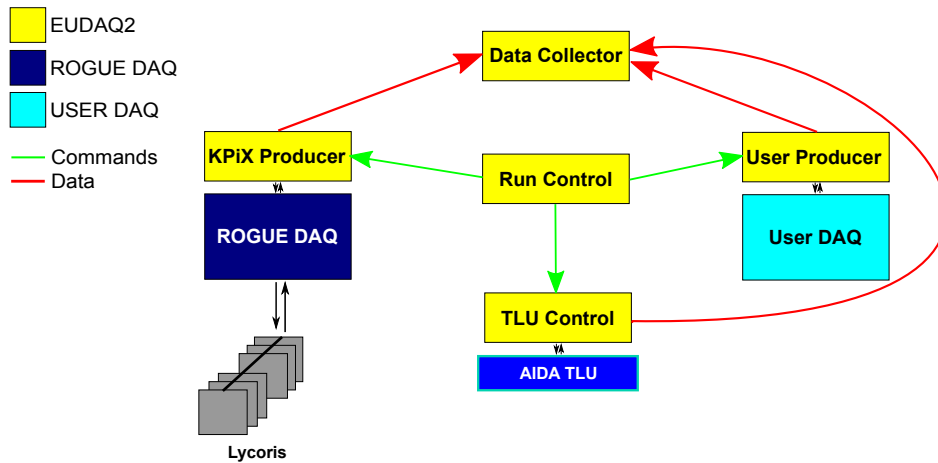 EUDAQ2
ROGUE DAQ
USER DAQ
Commands
Data
Data Collector
KPiX Producer
Run Control
User Producer
ROGUE DAQ
User DAQ
TLU Control
AIDA TLU
Lycoris